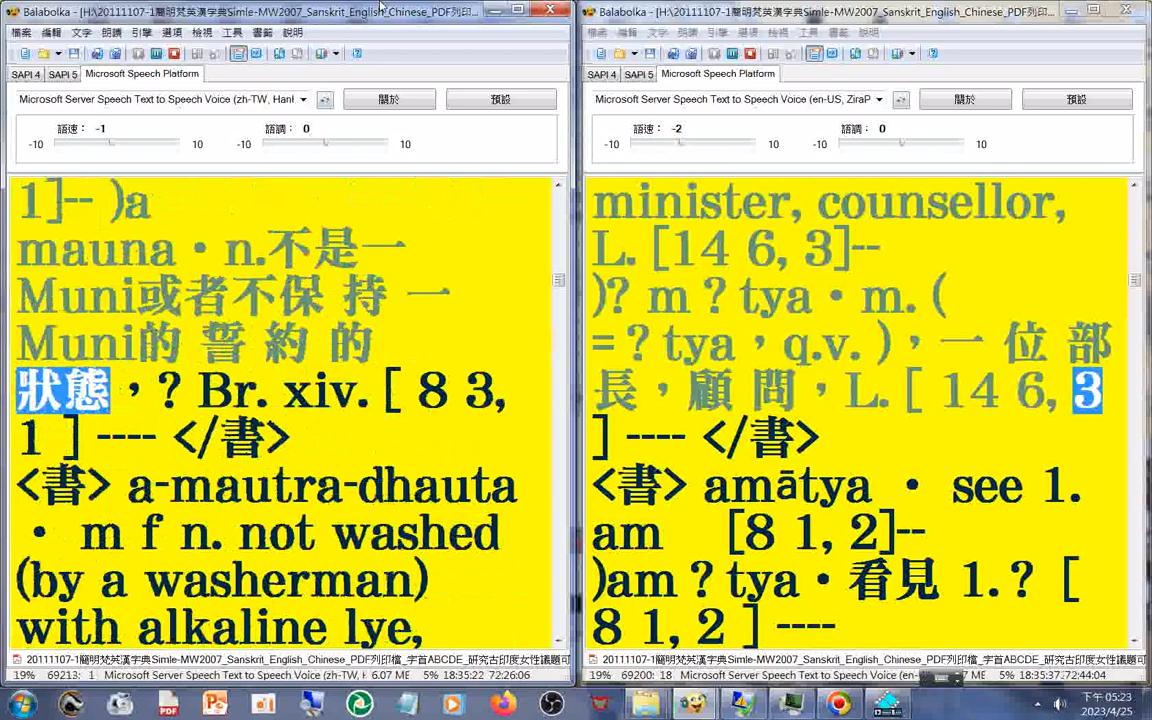 Balabolka - [H:\20111107-1簡明梵英漢字典Simle-MW2007_Sanskrit_English_Chinese_PDF列印...
檔案 編輯 文字 朗讀 引擎 選項 檢視 工具 書籤 說明
SAPI 4 SAPI 5 Microsoft Speech Platform
Microsoft Server Speech Text to Speech Voice (zh-TW, HanH
關於 預設
語速： -1 語調： 0
-10 10 -10 10
1]-- )a
mauna · n.不是一
Muni或者不保 持 一
Muni的 誓 約 的
狀態，? Br. xiv. [ 8 3,
1 ] ---- </書>
<書> a-mautra-dhauta
· m f n. not washed
(by a washerman)
with alkaline lye,
20111107-1簡明梵英漢字典Simle-MW2007_Sanskrit_English_Chinese_PDF列印檔_字首ABCDE_研究古印度女性議題可
19% 69213: 1 Microsoft Server Speech Text to Speech Voice (zh-TW, H 6.07 ME 5% 18:35:22 72:26:06
Balabolka - [H:\20111107-1簡明梵英漢字典Simle-MW2007_Sanskrit_English_Chinese_PDF列印...
檔案 編輯 文字 朗讀 引擎 選項 檢視 工具 書籤 說明
SAPI 4 SAPI 5 Microsoft Speech Platform
Microsoft Server Speech Text to Speech Voice (en-US, ZiraP
關於 預設
語速： -2 語調： 0
-10 10 -10 10
minister, counsellor,
L. [14 6, 3]--
)? m ? tya · m. (
= ? tya，q.v. )，一 位 部
長，顧 問，L. [ 14 6, 3
] ---- </書>
<書> amātya · see 1.
am [8 1, 2]--
)am ? tya · 看見 1.? [
8 1, 2 ] ----
20111107-1簡明梵英漢字典Simle-MW2007_Sanskrit_English_Chinese_PDF列印檔_字首ABCDE_研究古印度女性議題可
19% 69200: 18 Microsoft Server Speech Text to Speech Voice (en-u 5% 18:35:37 72:44:04
下午 05:23
2023/4/25